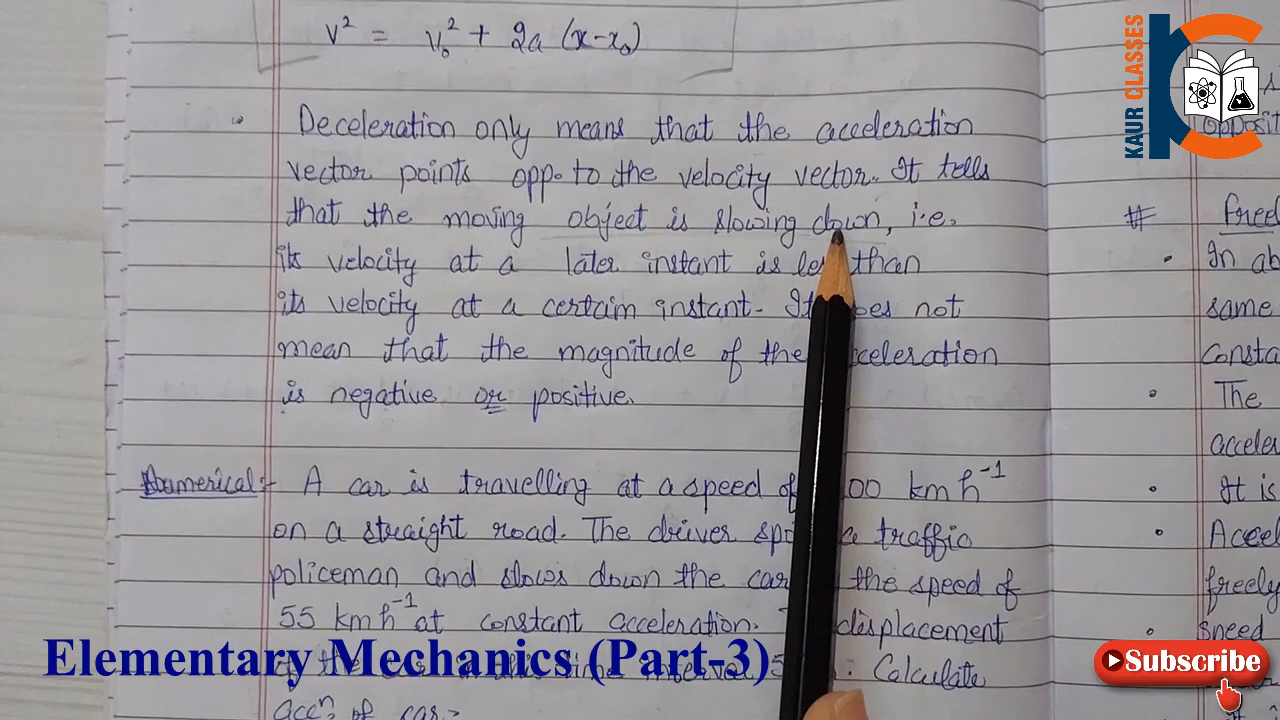 v² = v₀² + 2a (x-x₀)
Deceleration only means that the acceleration
vector points opp. to the velocity vector. It tells
that the moving object is slowing down, i.e.
its velocity at a later instant is than
its velocity at a certaim instant. not
mean that the magnitude of the
is negative or positive.
Numerical:- A car is travelling at a speed of 00 km h⁻¹
on a straight road. The driver a traffic
policeman and slows down the car the speed of
55 km h⁻¹ at constant acceleration. displacement
: Calculate
accⁿ of car.
KAUR CLASSES
Opposit
# free
In ab
same
consta
The
acceler
It is
Accel
freely
speed
Elementary Mechanics (Part-3)
Subscribe